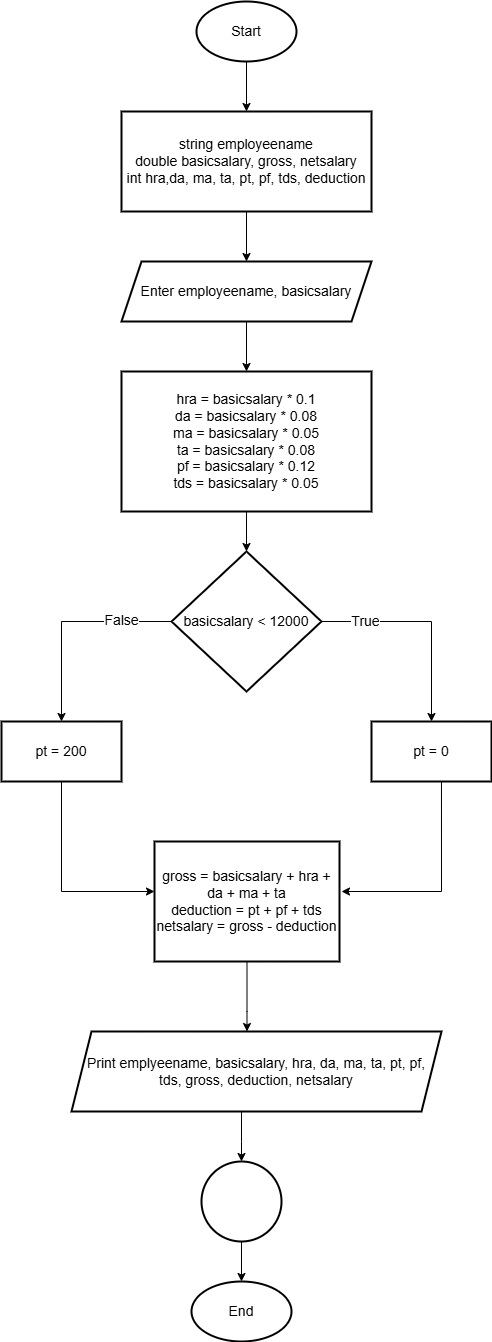 Start
string employeename
double basicsalary, gross, netsalary
int hra,da, ma, ta, pt, pf, tds, deduction
Enter employeename, basicsalary
hra = basicsalary * 0.1
da = basicsalary * 0.08
ma = basicsalary * 0.05
ta = basicsalary * 0.08
pf = basicsalary * 0.12
tds = basicsalary * 0.05
False
basicsalary < 12000
True
pt = 200
pt = 0
gross = basicsalary + hra +
da + ma + ta
deduction = pt + pf + tds
netsalary = gross - deduction
Print emplyeename, basicsalary, hra, da, ma, ta, pt, pf,
tds, gross, deduction, netsalary
End